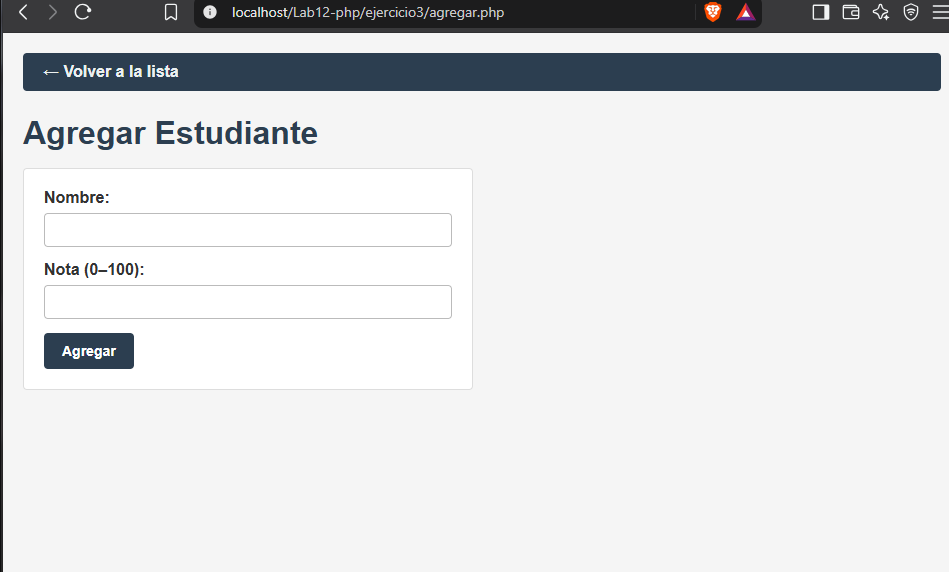 localhost/Lab12-php/ejercicio3/agregar.php
← Volver a la lista
Agregar Estudiante
Nombre:
Nota (0–100):
Agregar